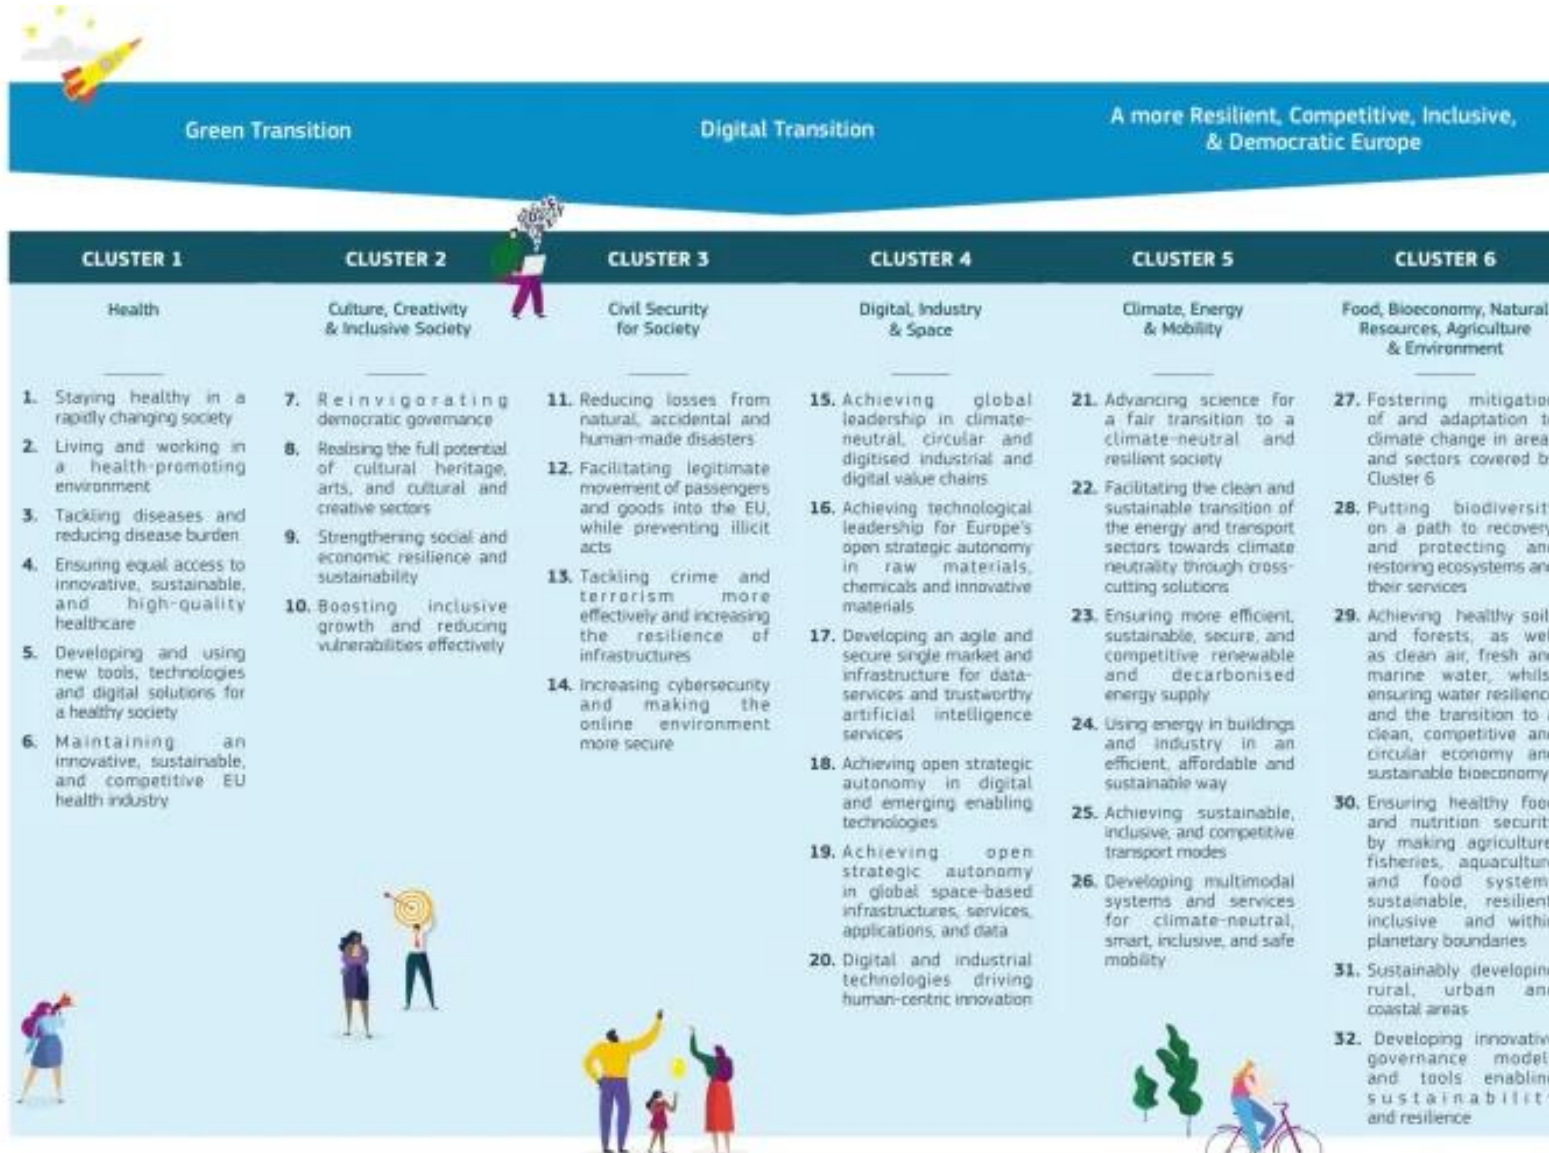 Green Transition
Digital Transition
A more Resilient, Competitive, Inclusive,
& Democratic Europe
CLUSTER 1
Health
1. Staying healthy in a
rapidly changing society
2. Living and working in
a health-promoting
environment
3. Tackling diseases and
reducing disease burden
4. Ensuring equal access to
innovative, sustainable,
and high-quality
healthcare
5. Developing and using
new tools, technologies
and digital solutions for
a healthy society
6. Maintaining an
innovative, sustainable,
and competitive EU
health industry
CLUSTER 2
Culture, Creativity
& Inclusive Society
7. Reinvigorating
democratic governance
8. Realising the full potential
of cultural heritage,
arts, and cultural and
creative sectors
9. Strengthening social and
economic resilience and
sustainability
10. Boosting inclusive
growth and reducing
vulnerabilities effectively
CLUSTER 3
Civil Security
for Society
11. Reducing losses from
natural, accidental and
human-made disasters
12. Facilitating legitimate
movement of passengers
and goods into the EU,
while preventing illicit
acts
13. Tackling crime and
terrorism more
effectively and increasing
the resilience of
infrastructures
14. Increasing cybersecurity
and making the
online environment
more secure
CLUSTER 4
Digital, Industry
& Space
15. Achieving global
leadership in climate-
neutral, circular and
digitised industrial and
digital value chains
16. Achieving technological
leadership for Europe's
open strategic autonomy
in raw materials,
chemicals and innovative
materials
17. Developing an agile and
secure single market and
infrastructure for data-
services and trustworthy
artificial intelligence
services
18. Achieving open strategic
autonomy in digital
and emerging enabling
technologies
19. Achieving open
strategic autonomy
in global space-based
infrastructures, services,
applications, and data
20. Digital and industrial
technologies driving
human-centric innovation
CLUSTER 5
Climate, Energy
& Mobility
21. Advancing science for
a fair transition to a
climate-neutral and
resilient society
22. Facilitating the clean and
sustainable transition of
the energy and transport
sectors towards climate
neutrality through cross-
cutting solutions
23. Ensuring more efficient,
sustainable, secure, and
competitive renewable
and decarbonised
energy supply
24. Using energy in buildings
and industry in an
efficient, affordable and
sustainable way
25. Achieving sustainable,
inclusive, and competitive
transport modes
26. Developing multimodal
systems and services
for climate-neutral,
smart, inclusive, and safe
mobility
CLUSTER 6
Food, Bioeconomy, Natural
Resources, Agriculture
& Environment
27. Fostering mitigation
of and adaptation
climate change in
and sectors covered
Cluster 6
28. Putting
on a path to recovery
and protecting
restoring ecosystems
their services
29. Achieving healthy
and forests, as
as clean air, fresh
marine water,
ensuring water
and the transition to
clean, competitive
circular economy
sustainable bioeconomy
30. Ensuring healthy
and nutrition
by making agriculture
fisheries,
and food
sustainable,
inclusive and
planetary boundaries
31. Sustainably
rural, urban
coastal areas
32. Developing
governance
and tools
and resilience